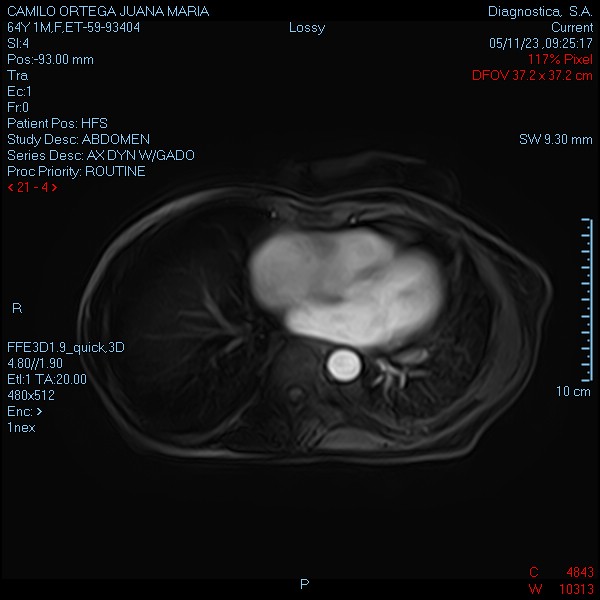 CAMILO ORTEGA JUANA MARIA
64Y 1M,F,ET-59-93404
Sl:4
Pos:-93.00 mm
Tra
Ec:1
Fr:0
Patient Pos: HFS
Study Desc: ABDOMEN
Series Desc: AX DYN W/GADO
Proc Priority: ROUTINE
< 21 - 4 >
Lossy
Diagnostica, S.A.
Current
05/11/23 ,09:25:17
117% Pixel
DFOV 37.2 x 37.2 cm
SW 9.30 mm
R
FFE3D1.9_quick,3D
4.80//1.90
Etl:1 TA:20.00
480x512
Enc: >
1nex
10 cm
P
C 4843
W 10313